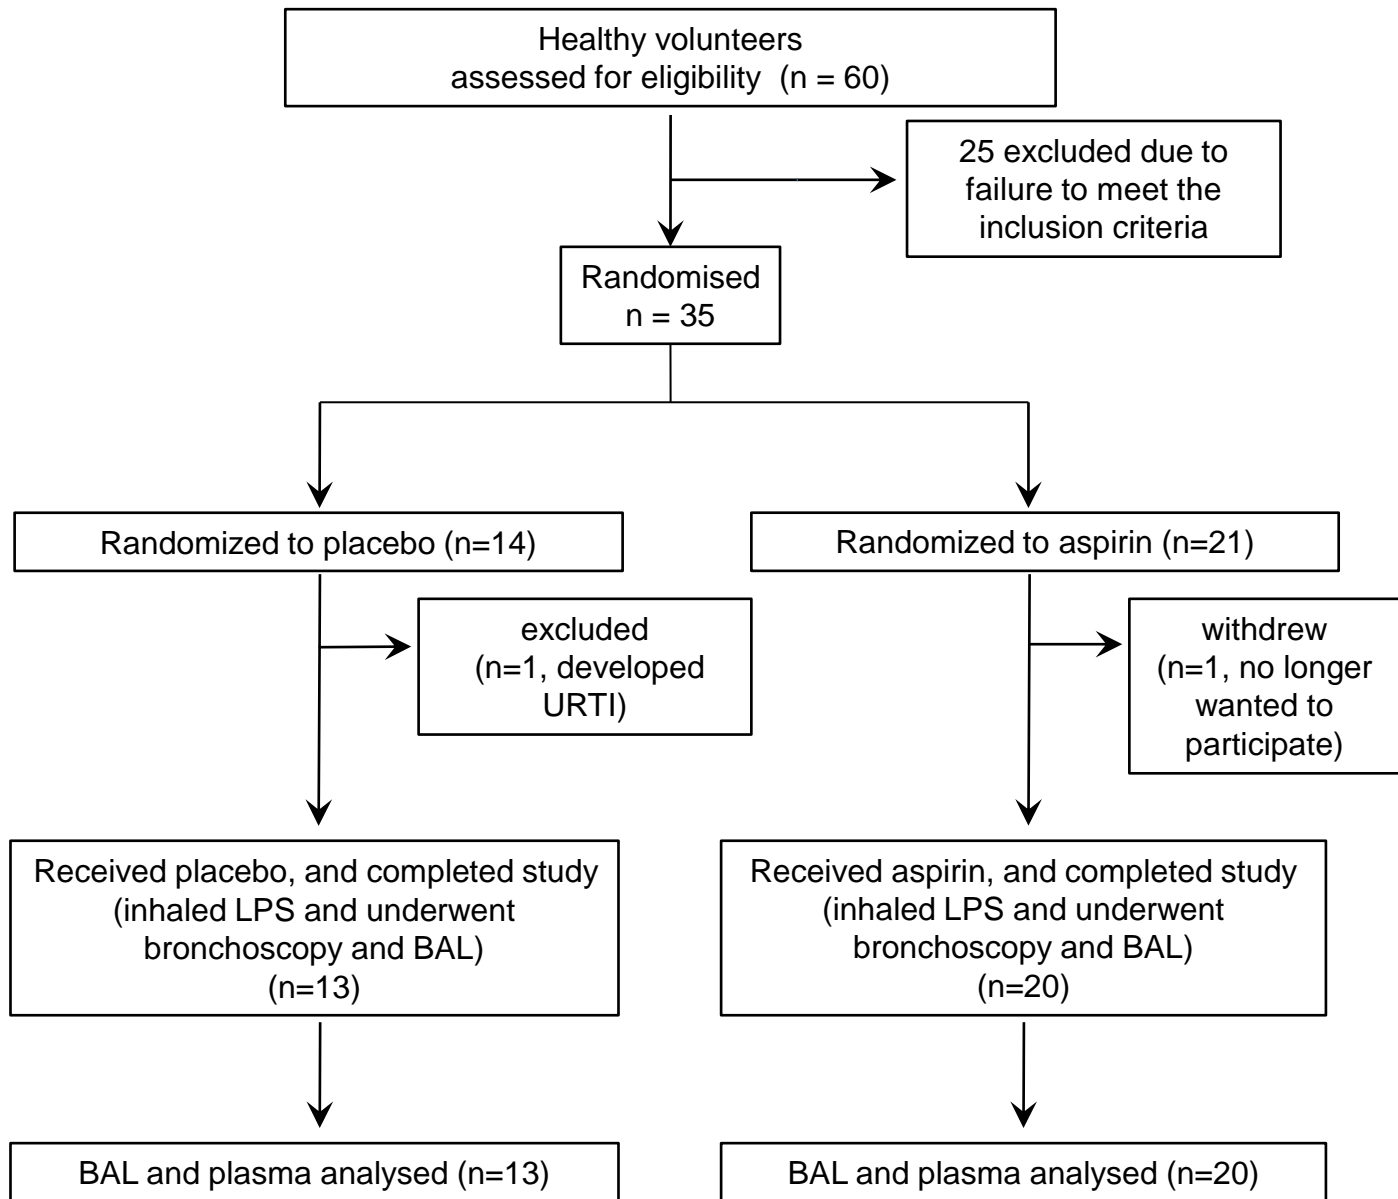 Healthy volunteers
assessed for eligibility (n = 60)
25 excluded due to
failure to meet the
inclusion criteria
Randomised
n = 35
Randomized to placebo (n=14)
Randomized to aspirin (n=21)
excluded
(n=1, developed
URTI)
withdrew
(n=1, no longer
wanted to
participate)
Received placebo, and completed study
(inhaled LPS and underwent
bronchoscopy and BAL)
(n=13)
Received aspirin, and completed study
(inhaled LPS and underwent
bronchoscopy and BAL)
(n=20)
BAL and plasma analysed (n=13)
BAL and plasma analysed (n=20)